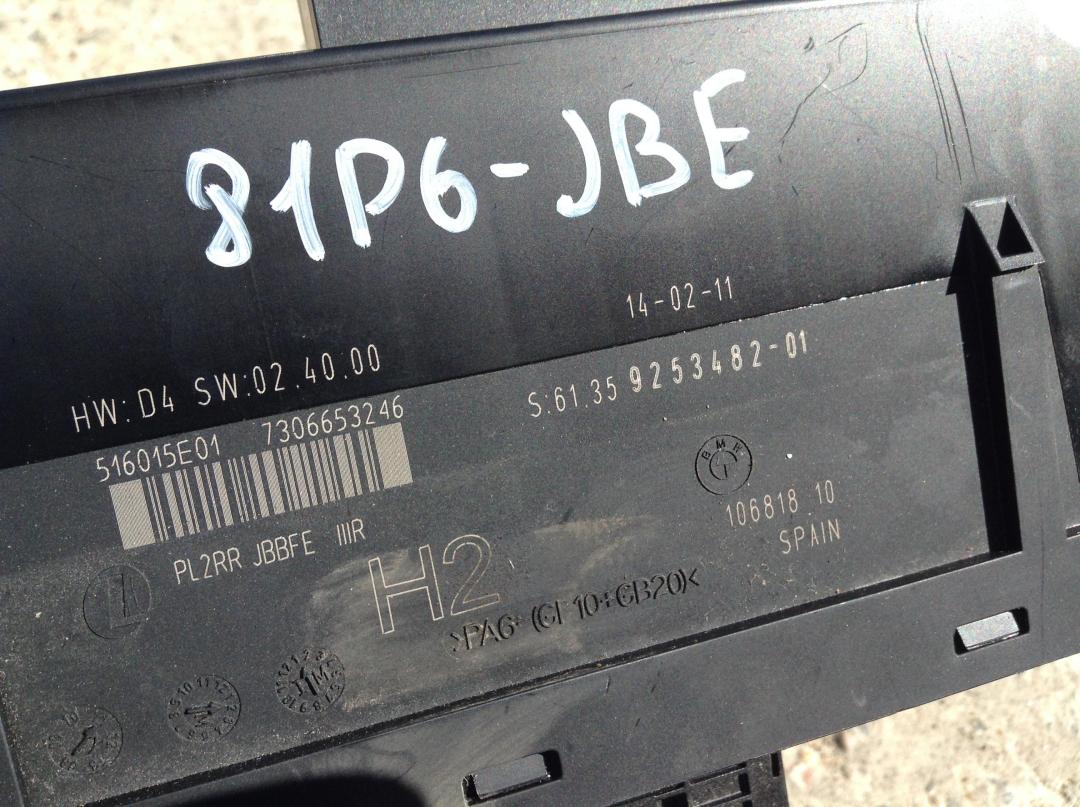 81P6-JBE
14-02-11
HW: D4 SW:02.40.00
S:61.35 9253482-01
516015E01 7306653246
BMW
106818.10
PL2RR JBBFE IIIR
SPAIN
H2
>PA6-(GF10+GB20)<